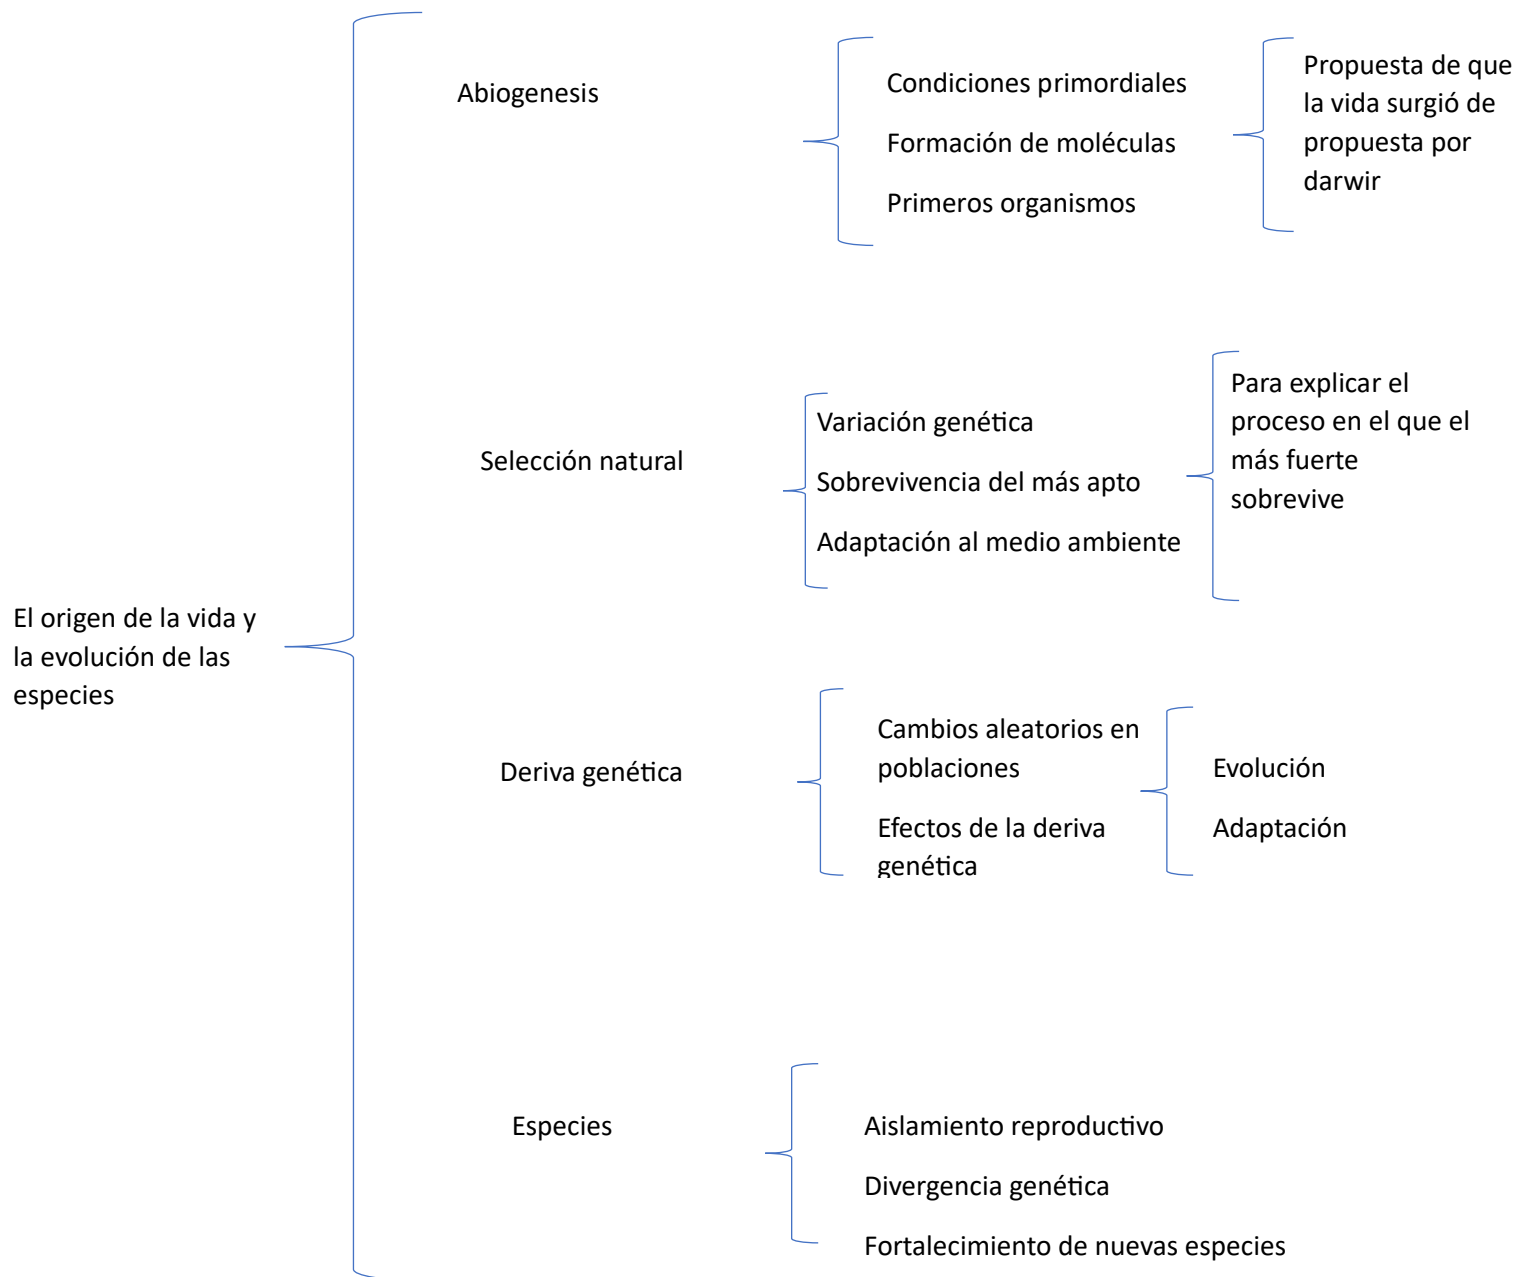 Abiogenesis
Condiciones primordiales
Formación de moléculas
Primeros organismos
Propuesta de que
la vida surgió de
propuesta por
darwir
Selección natural
Variación genética
Sobrevivencia del más apto
Adaptación al medio ambiente
Para explicar el
proceso en el que el
más fuerte
sobrevive
El origen de la vida y
la evolución de las
especies
Deriva genética
Cambios aleatorios en
poblaciones
Efectos de la deriva
genética
Evolución
Adaptación
Especies
Aislamiento reproductivo
Divergencia genética
Fortalecimiento de nuevas especies